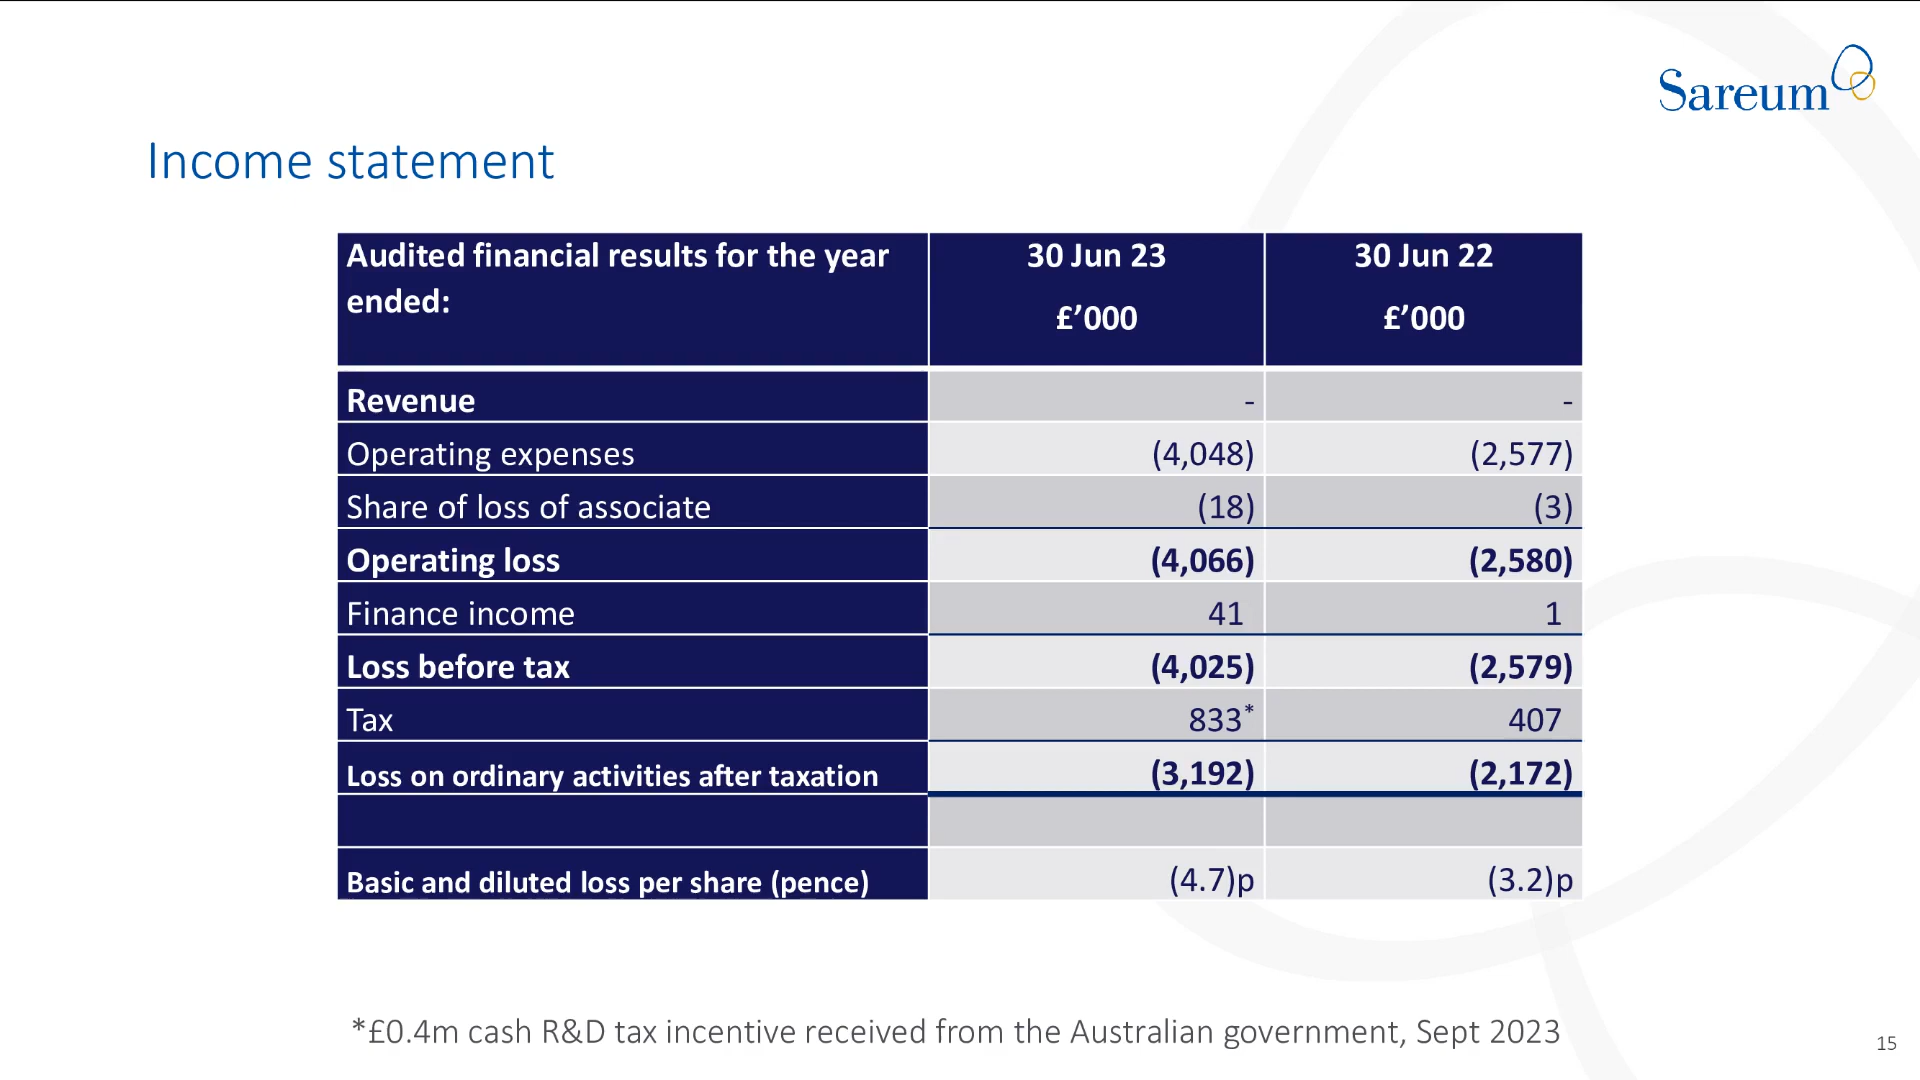 Sareum
Income statement
Audited financial results for the year ended: 30 Jun 23 £’000 30 Jun 22 £’000
Revenue - -
Operating expenses (4,048) (2,577)
Share of loss of associate (18) (3)
Operating loss (4,066) (2,580)
Finance income 41 1
Loss before tax (4,025) (2,579)
Tax 833* 407
Loss on ordinary activities after taxation (3,192) (2,172)
Basic and diluted loss per share (pence) (4.7)p (3.2)p
*£0.4m cash R&D tax incentive received from the Australian government, Sept 2023
15